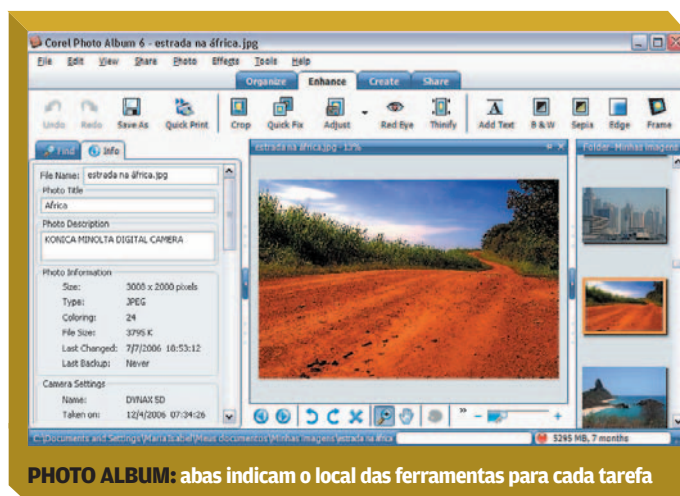 Corel Photo Album 6 - estrada na áfrica.jpg
File Edit View Share Photo Effects Tools Help
Organize Enhance Create Share
Undo Redo Save As Quick Print Crop Quick Fix Adjust Red Eye Thinify Add Text B & W Sepia Edge Frame
Find Info
estrada na áfrica.jpg - 13%
Folder - Minhas imagens
File Name: estrada na áfrica.jpg
Photo Title
Africa
Photo Description
KONICA MINOLTA DIGITAL CAMERA
Photo Information
Size: 3008 x 2000 pixels
Type: JPEG
Coloring: 24
File Size: 3795 K
Last Changed: 7/7/2006 10:53:12
Last Backup: Never
Camera Settings
Name: DYNAX 5D
Taken on: 12/4/2006 07:34:26
C:\Documents and Settings\Maria Isabel\Meus documentos\Minhas imagens\estrada na áfrica
5295 MB, 7 months
PHOTO ALBUM: abas indicam o local das ferramentas para cada tarefa